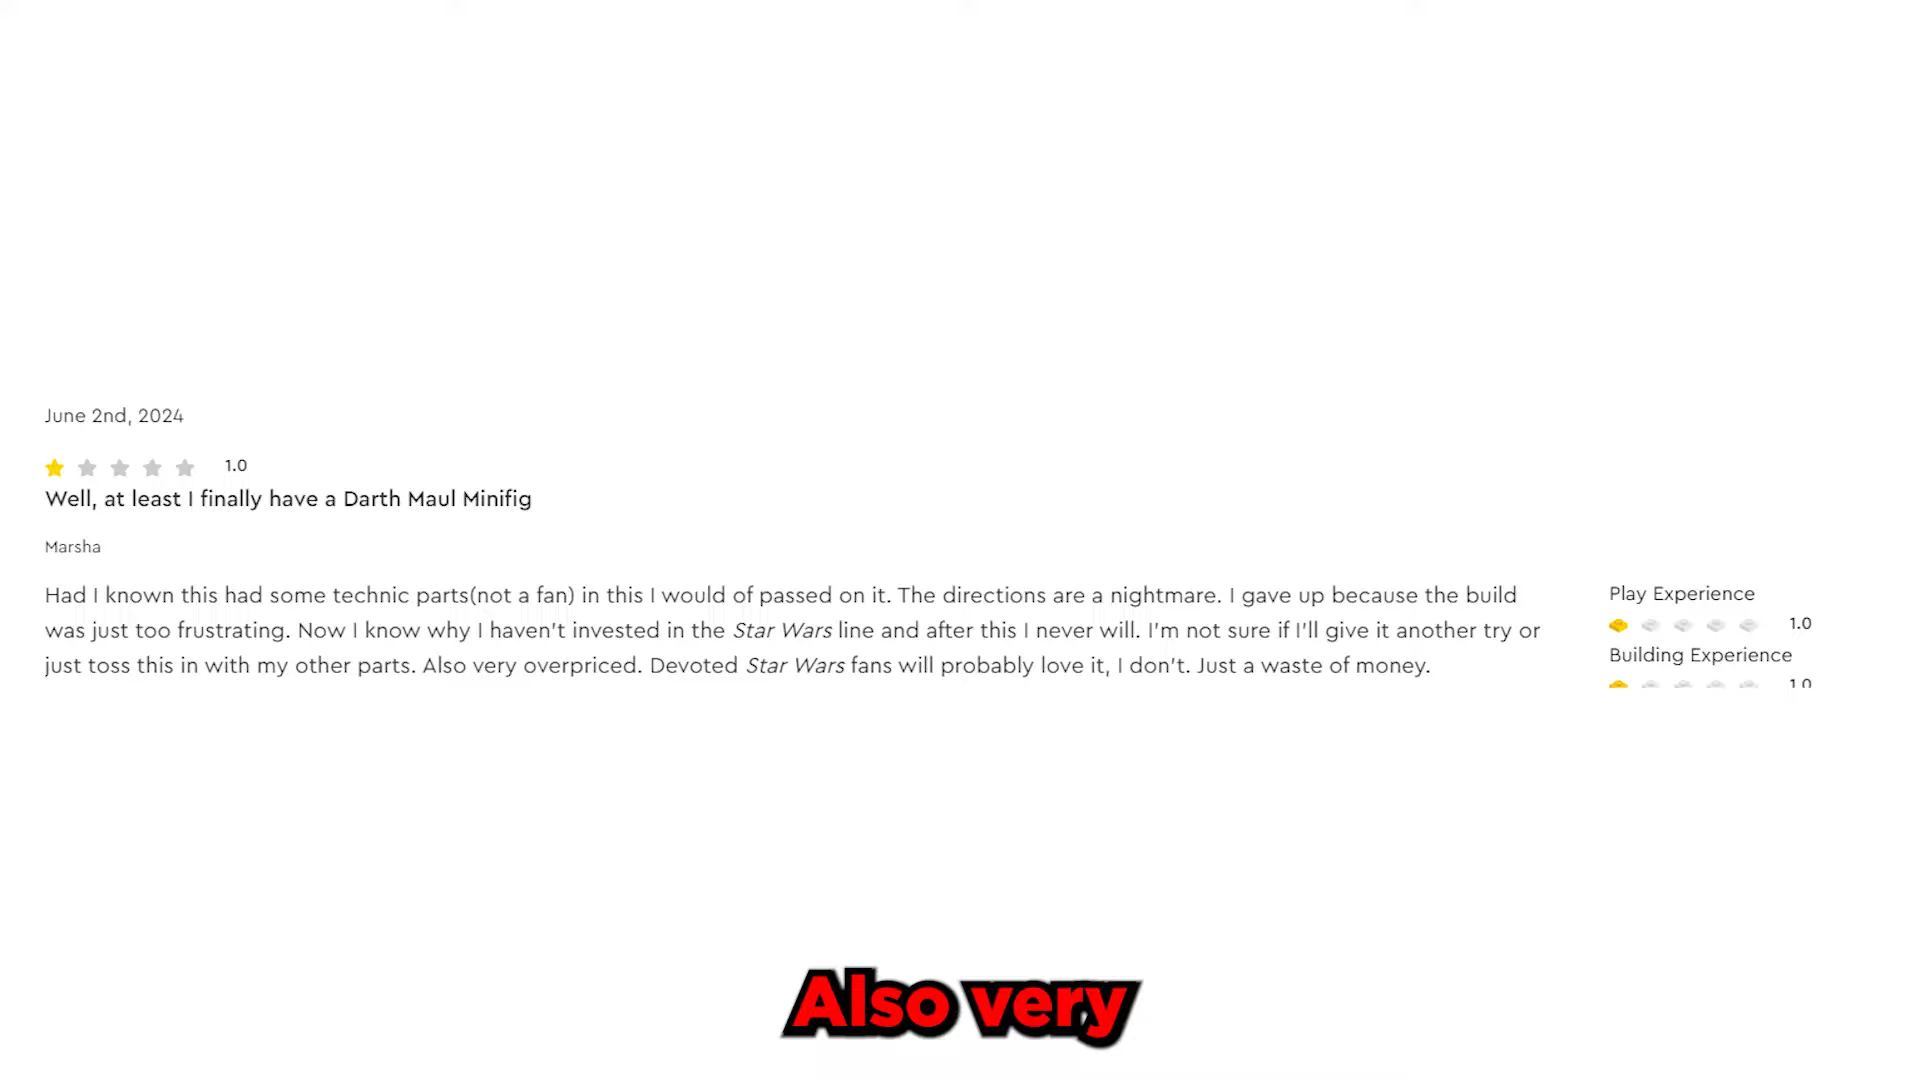 June 2nd, 2024
1.0
Well, at least I finally have a Darth Maul Minifig
Marsha
Had I known this had some technic parts(not a fan) in this I would of passed on it. The directions are a nightmare. I gave up because the build
was just too frustrating. Now I know why I haven't invested in the Star Wars line and after this I never will. I'm not sure if I'll give it another try or
just toss this in with my other parts. Also very overpriced. Devoted Star Wars fans will probably love it, I don't. Just a waste of money.
Play Experience
1.0
Building Experience
1.0
Also very